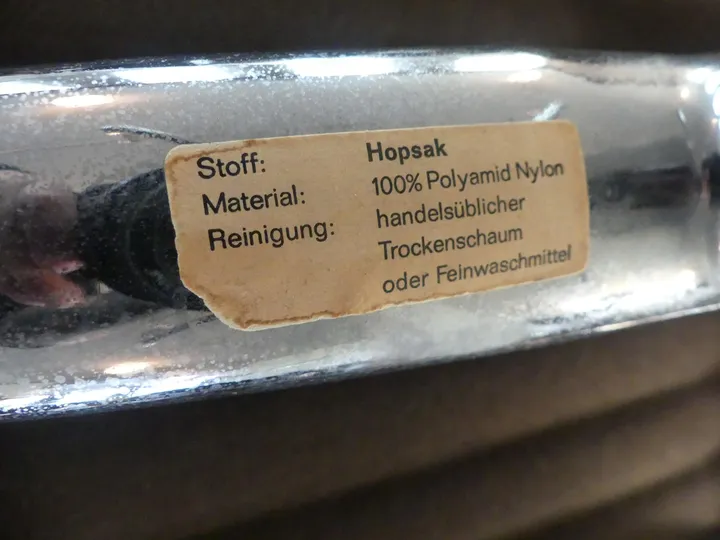 Stoff: Hopsak
Material: 100% Polyamid Nylon
Reinigung: handelsüblicher
Trockenschaum
oder Feinwaschmittel